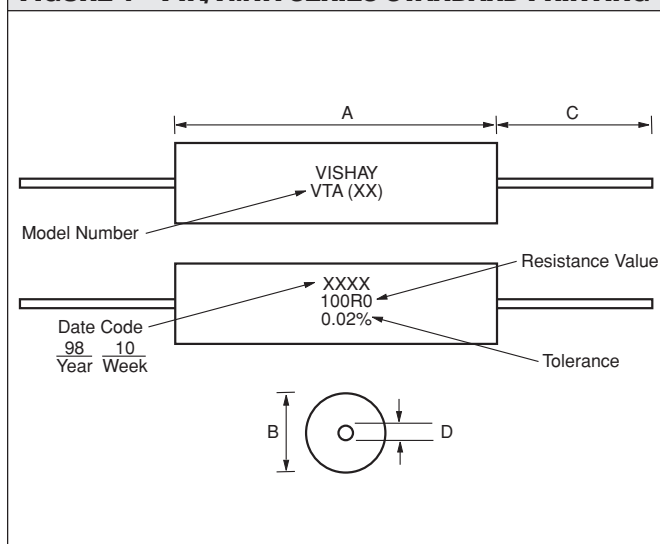 A
C
VISHAY
VTA (XX)
Model Number
XXXX
100R0
0.02%
Resistance Value
Date Code
98 10
Year Week
Tolerance
B
D